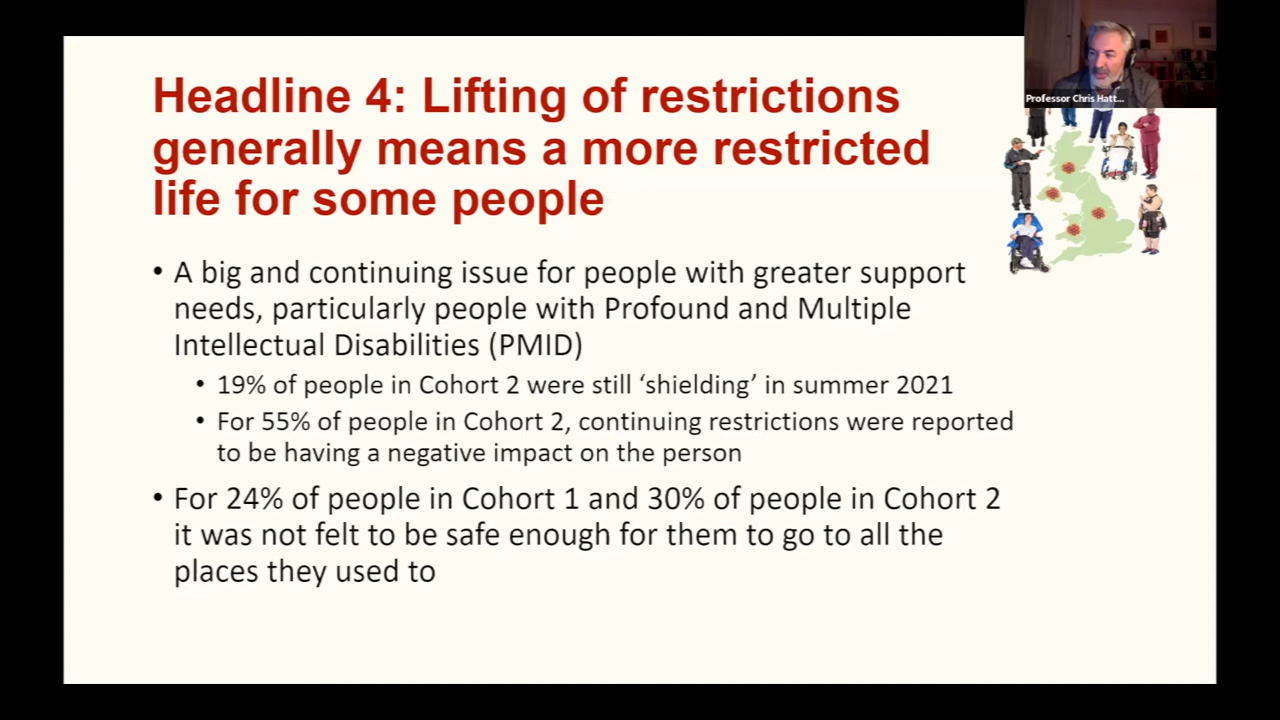 Headline 4: Lifting of restrictions
generally means a more restricted
life for some people
Professor Chris Hatt...
• A big and continuing issue for people with greater support
needs, particularly people with Profound and Multiple
Intellectual Disabilities (PMID)
• 19% of people in Cohort 2 were still ‘shielding’ in summer 2021
• For 55% of people in Cohort 2, continuing restrictions were reported
to be having a negative impact on the person
• For 24% of people in Cohort 1 and 30% of people in Cohort 2
it was not felt to be safe enough for them to go to all the
places they used to